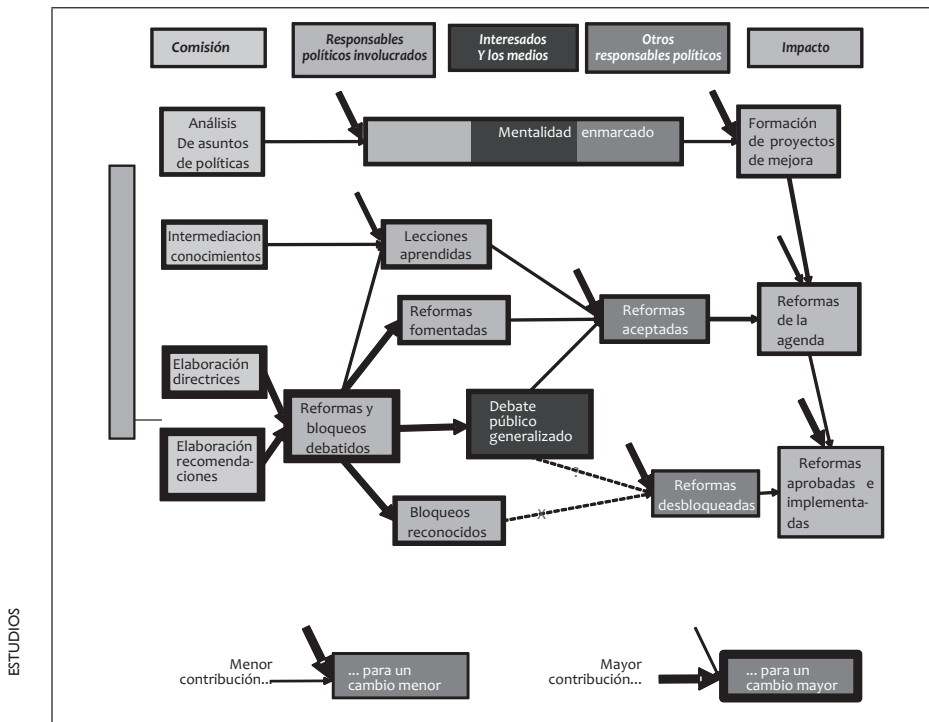 Comisión
Responsables
políticos involucrados
Interesados
Y los medios
Otros
responsables políticos
Impacto
Análisis
De asuntos
de políticas
Mentalidad enmarcado
Formación
de proyectos
de mejora
Intermediacion
conocimientos
Lecciones
aprendidas
Reformas
fomentadas
Reformas
aceptadas
Reformas
de la
agenda
Elaboración
directrices
Reformas y
bloqueos
debatidos
Debate
público
generalizado
Elaboración
recomenda-
ciones
?
Reformas
desbloqueadas
Reformas
aprobadas e
implementa-
das
Bloqueos
reconocidos
X
ESTUDIOS
Menor
contribución...
... para un
cambio menor
Mayor
contribución...
... para un
cambio mayor